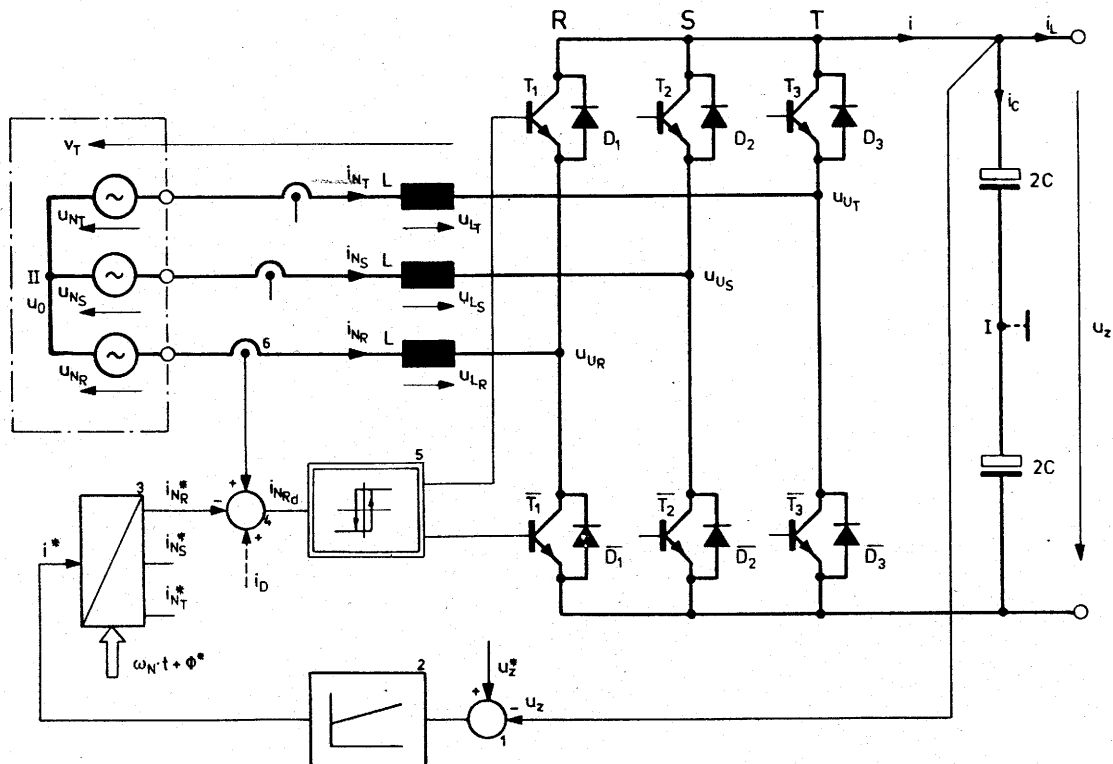 R S T i i_L
T_1 D_1 T_2 D_2 T_3 D_3
i_C
v_T
2C
u_NT i_NT L u_LT u_UT
II u_0 u_NS i_NS L u_LS u_US
I u_z
u_NR 6 i_NR L u_LR u_UR
2C
3 i_NR* - + 4 i_NRd 5
T̅_1 D̅_1 T̅_2 D̅_2 T̅_3 D̅_3
i* i_NS* + i_D
i_NT*
ω_N·t + Φ*
2 u_z* + - u_z 1